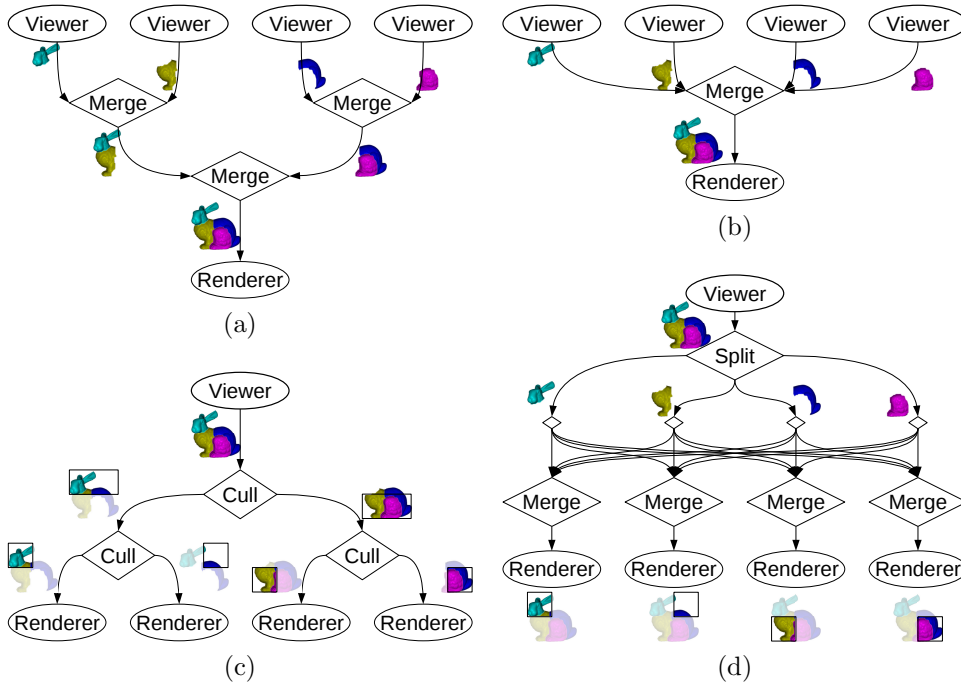 Viewer Viewer Viewer Viewer
Merge Merge
Merge
Renderer
(a)
Viewer Viewer Viewer Viewer
Merge
Renderer
(b)
Viewer
Cull
Cull Cull
Renderer Renderer Renderer Renderer
(c)
Viewer
Split
Merge Merge Merge Merge
Renderer Renderer Renderer Renderer
(d)